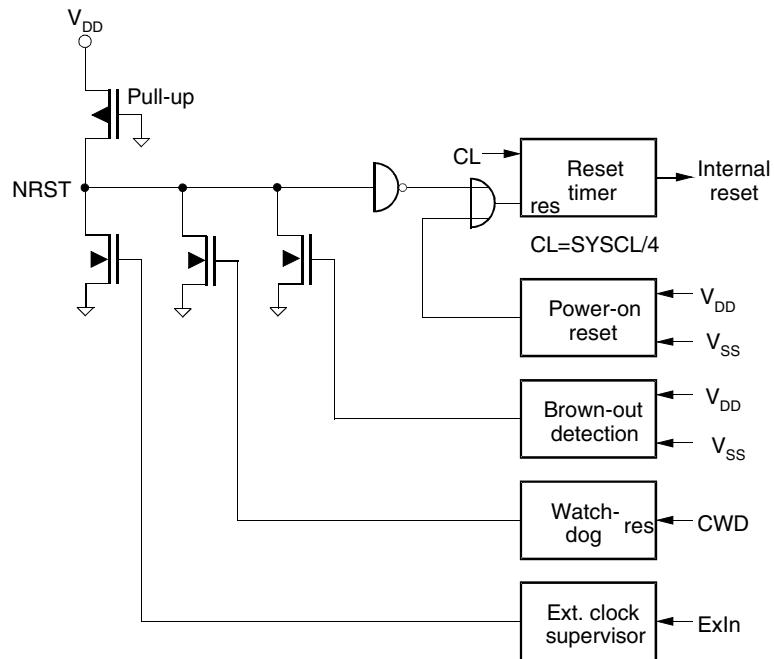 VDD
Pull-up
NRST
CL
Reset
timer
res
Internal
reset
CL=SYSCL/4
Power-on
reset
VDD
VSS
Brown-out
detection
VDD
VSS
Watch-
dog
res
CWD
Ext. clock
supervisor
ExIn